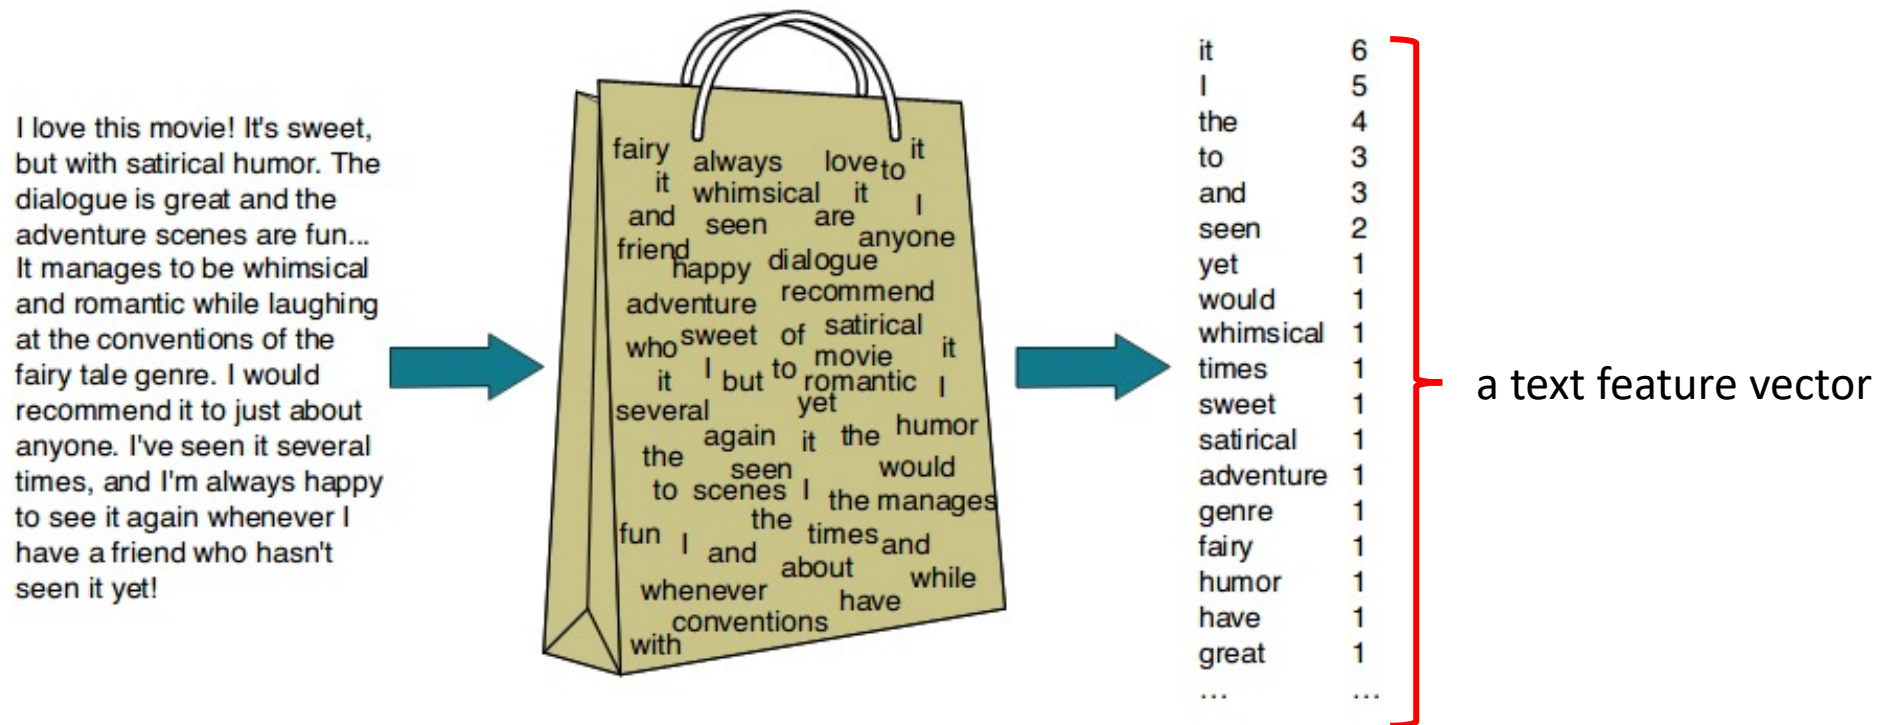 I love this movie! It's sweet,
but with satirical humor. The
dialogue is great and the
adventure scenes are fun...
It manages to be whimsical
and romantic while laughing
at the conventions of the
fairy tale genre. I would
recommend it to just about
anyone. I've seen it several
times, and I'm always happy
to see it again whenever I
have a friend who hasn't
seen it yet!
fairy always love to it
it whimsical it I
and seen are anyone
friend happy dialogue
adventure recommend
who sweet of satirical
it I but to movie it
romantic I
several yet
again it the humor
the seen would
to scenes I the manages
fun I and the times and
about while
whenever have
conventions
with
it 6
I 5
the 4
to 3
and 3
seen 2
yet 1
would 1
whimsical 1
times 1
sweet 1
satirical 1
adventure 1
genre 1
fairy 1
humor 1
have 1
great 1
... ...
a text feature vector